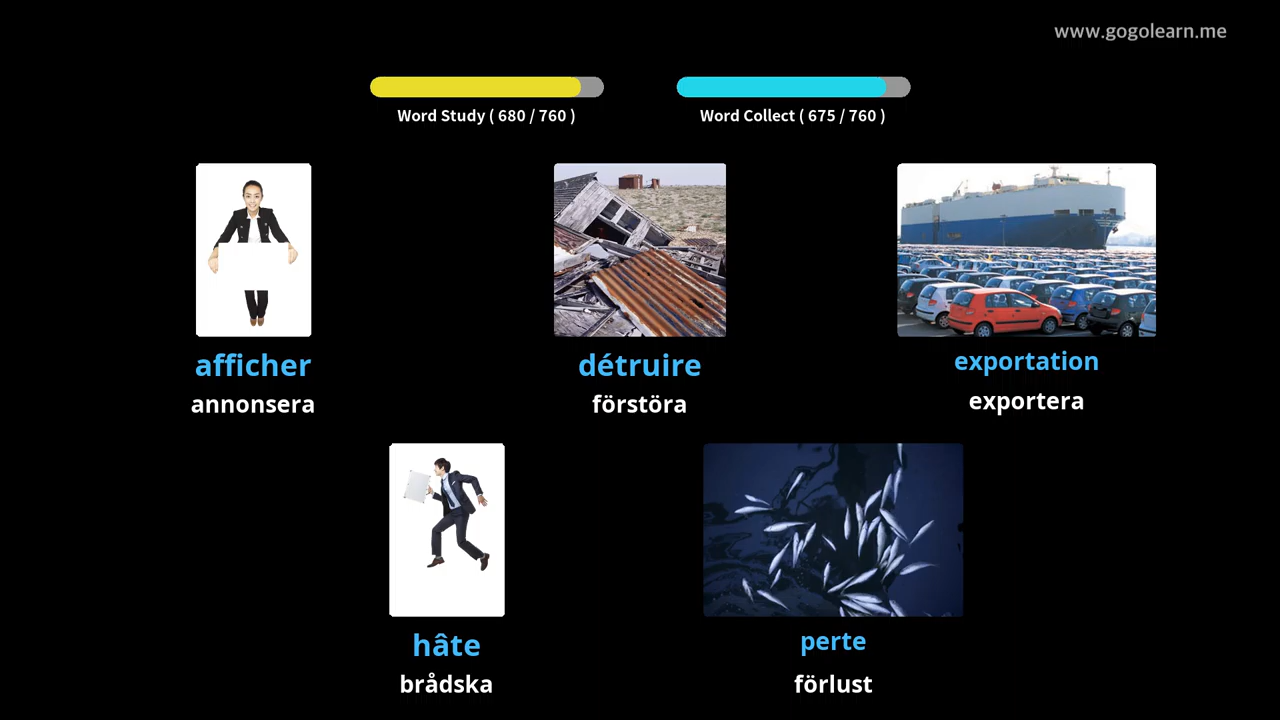 www.gogolearn.me
Word Study ( 680 / 760 )
Word Collect ( 675 / 760 )
afficher
annonsera
détruire
förstöra
exportation
exportera
hâte
brådska
perte
förlust